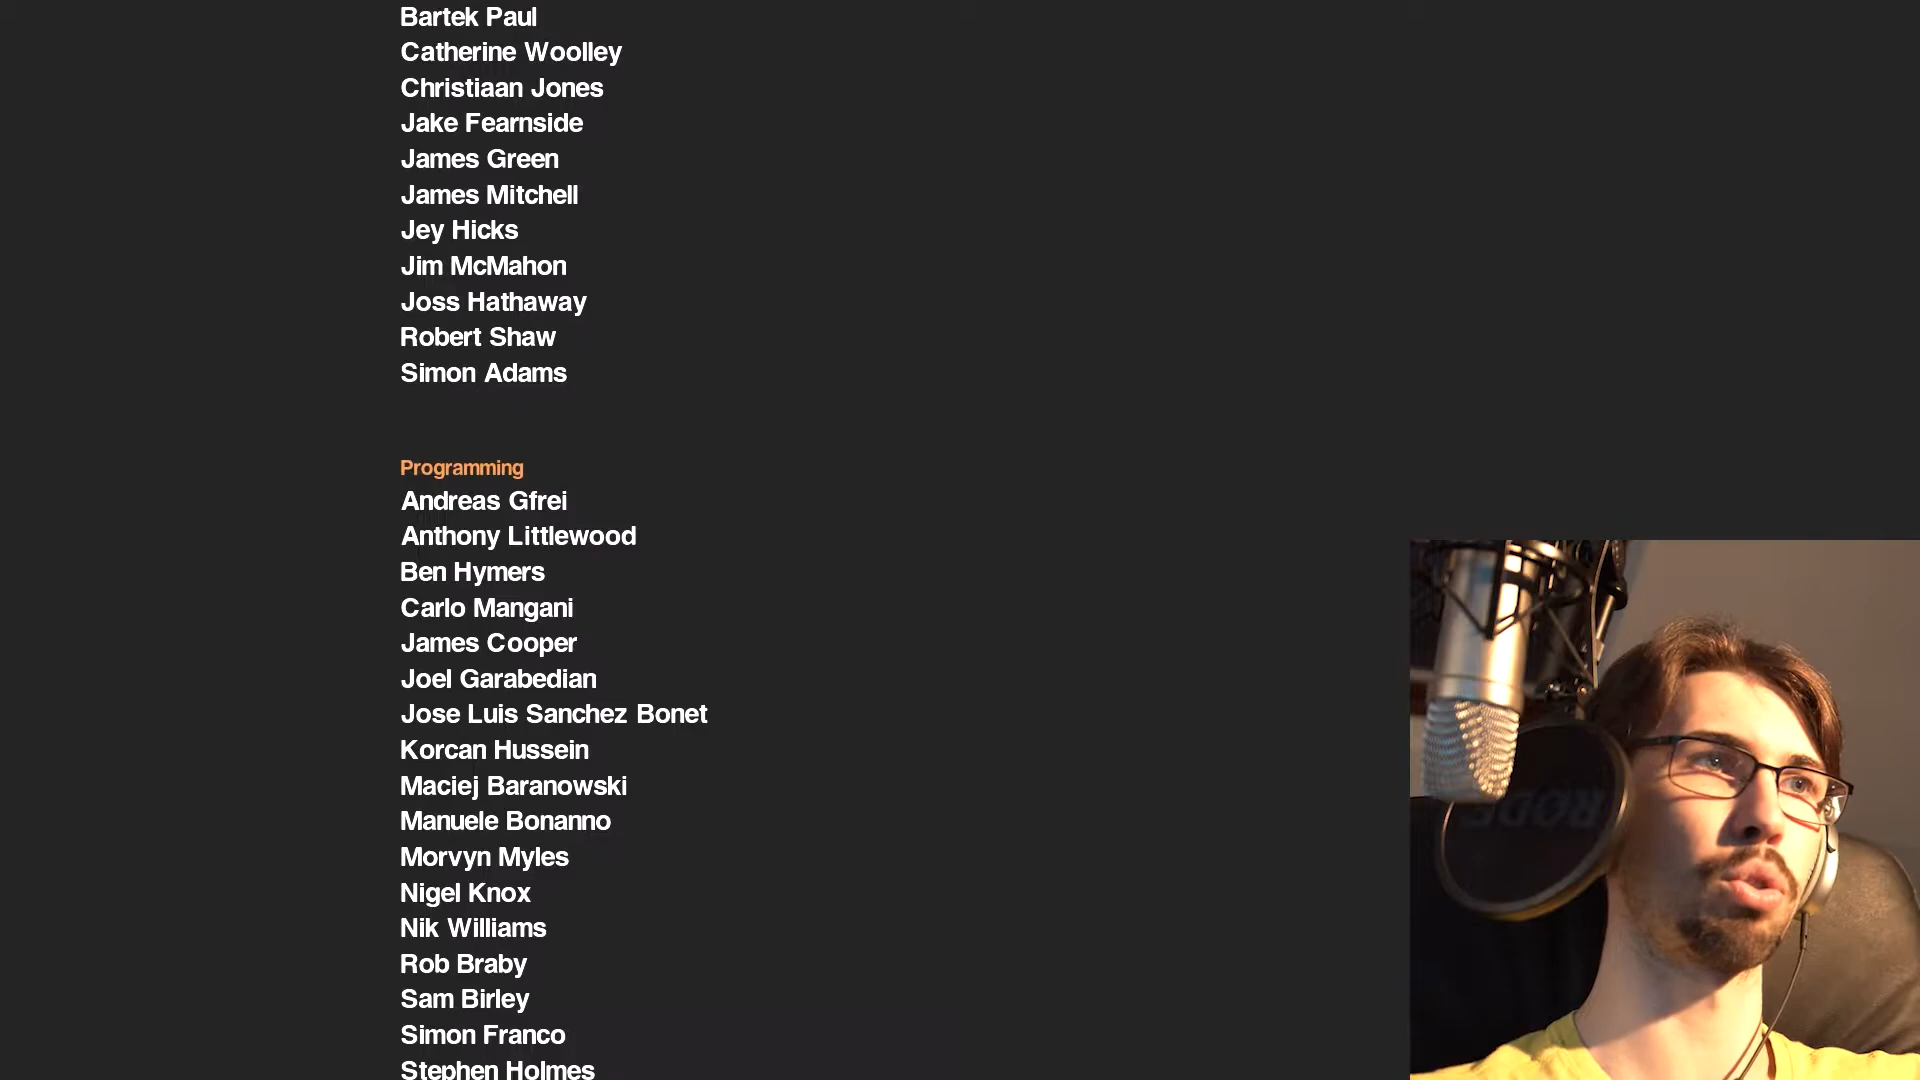 Bartek Paul
Catherine Woolley
Christiaan Jones
Jake Fearnside
James Green
James Mitchell
Jey Hicks
Jim McMahon
Joss Hathaway
Robert Shaw
Simon Adams
Programming
Andreas Gfrei
Anthony Littlewood
Ben Hymers
Carlo Mangani
James Cooper
Joel Garabedian
Jose Luis Sanchez Bonet
Korcan Hussein
Maciej Baranowski
Manuele Bonanno
Morvyn Myles
Nigel Knox
Nik Williams
Rob Braby
Sam Birley
Simon Franco
Stephen Holmes
RØDE